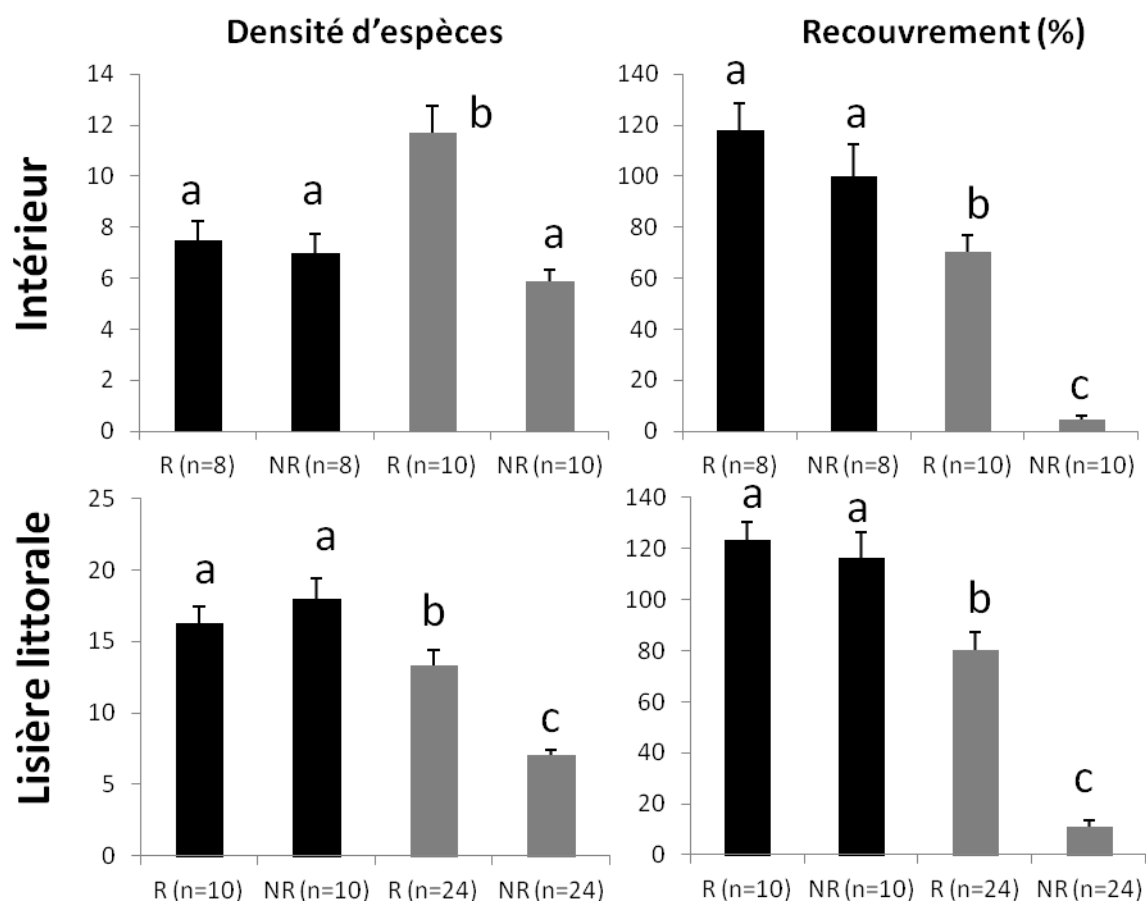 Densité d'espèces
Recouvrement (%)
Intérieur
14
12
10
8
6
4
2
0
a
a
b
a
R (n=8) NR (n=8) R (n=10) NR (n=10)
140
120
100
80
60
40
20
0
a
a
b
c
R (n=8) NR (n=8) R (n=10) NR (n=10)
Lisière littorale
25
20
15
10
5
0
a
a
b
c
R (n=10) NR (n=10) R (n=24) NR (n=24)
140
120
100
80
60
40
20
0
a
a
b
c
R (n=10) NR (n=10) R (n=24) NR (n=24)